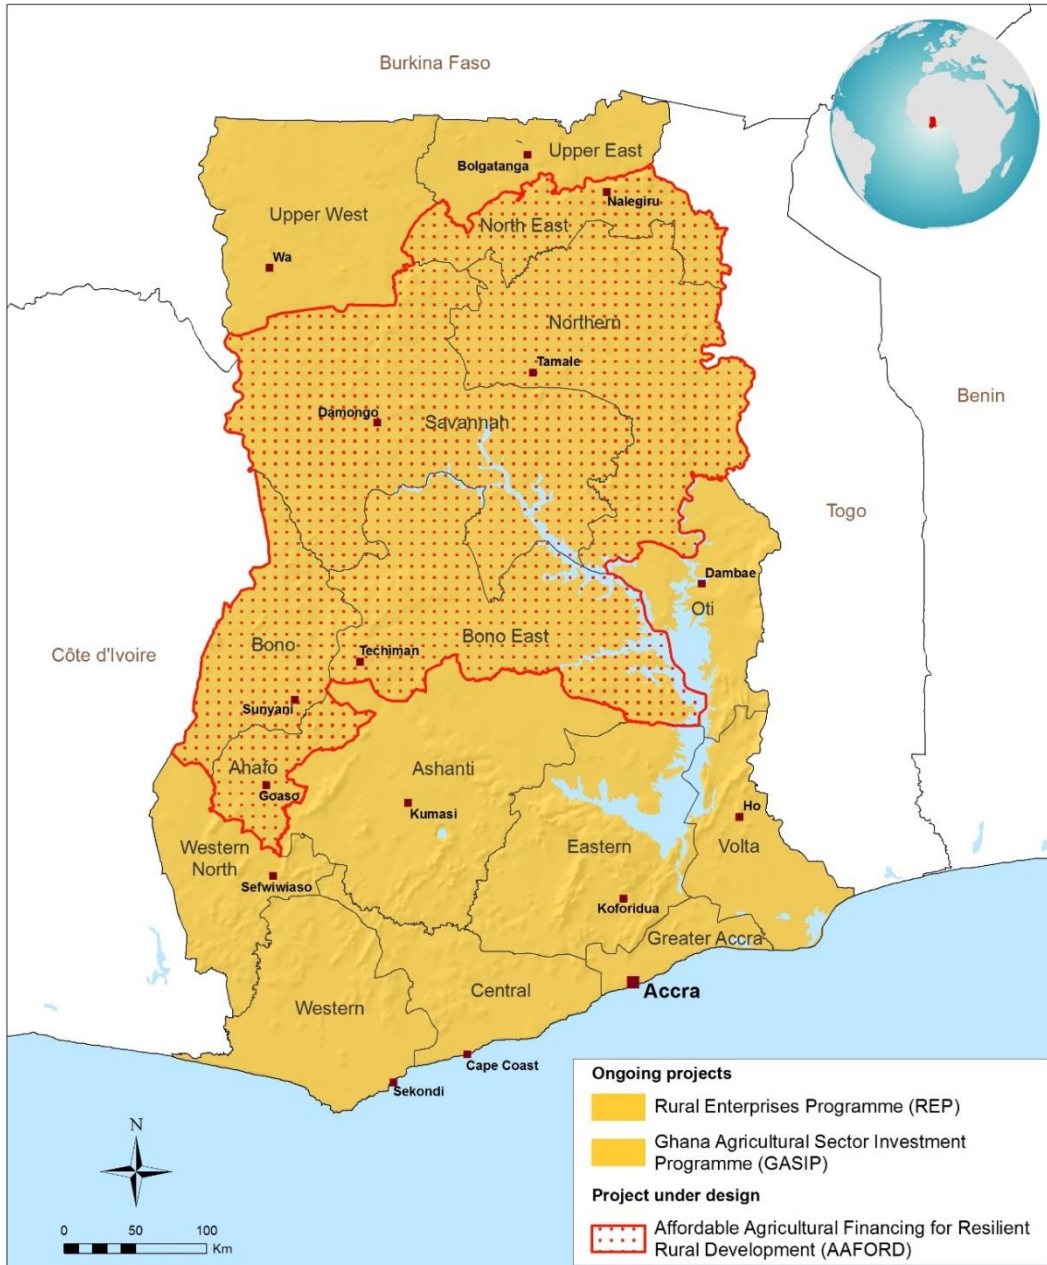 Burkina Faso
Upper East
Bolgatanga
Nalegiru
Upper West
North East
Wa
Northern
Tamale
Benin
Damongo
Savannah
Togo
Dambae
Oti
Bono
Bono East
Techiman
Côte d'Ivoire
Sunyani
Ahafo
Goaso
Ashanti
Kumasi
Ho
Eastern
Volta
Western
North
Sefwiwiaso
Koforidua
Greater Accra
Accra
Central
Western
Cape Coast
Sekondi
Ongoing projects
Rural Enterprises Programme (REP)
Ghana Agricultural Sector Investment
Programme (GASIP)
Project under design
Affordable Agricultural Financing for Resilient
Rural Development (AAFORD)
N
0 50 100
Km